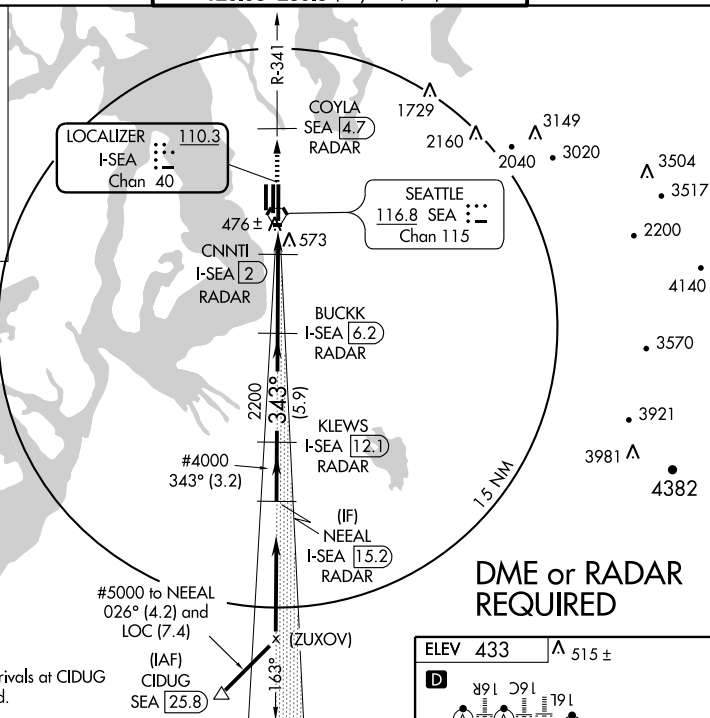 R-341
COYLA
SEA 4.7
RADAR
1729
2160
3149
2040
3020
3504
3517
2200
4140
3570
3921
3981
4382
LOCALIZER 110.3
I-SEA
Chan 40
SEATTLE
116.8 SEA
Chan 115
476 ±
573
CNNTI
I-SEA 2
RADAR
BUCKK
I-SEA 6.2
RADAR
2200
343°
(5.9)
KLEWS
I-SEA 12.1
RADAR
#4000
343° (3.2)
15 NM
(IF)
NEEAL
I-SEA 15.2
RADAR
DME or RADAR
REQUIRED
#5000 to NEEAL
026° (4.2) and
LOC (7.4)
(ZUXOV)
(IAF)
CIDUG
SEA 25.8
163°
rivals at CIDUG
d.
ELEV 433
515 ±
D
16R
16C
16L